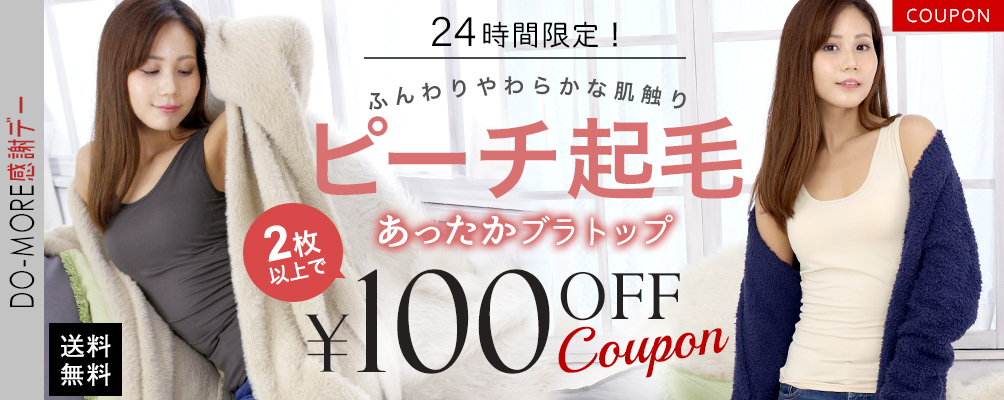 DO-MORE感謝デー
24時間限定！
ふんわりやわらかな肌触り
ピーチ起毛
あったかブラトップ
2枚
以上で
¥100OFF
Coupon
送料
無料
COUPON